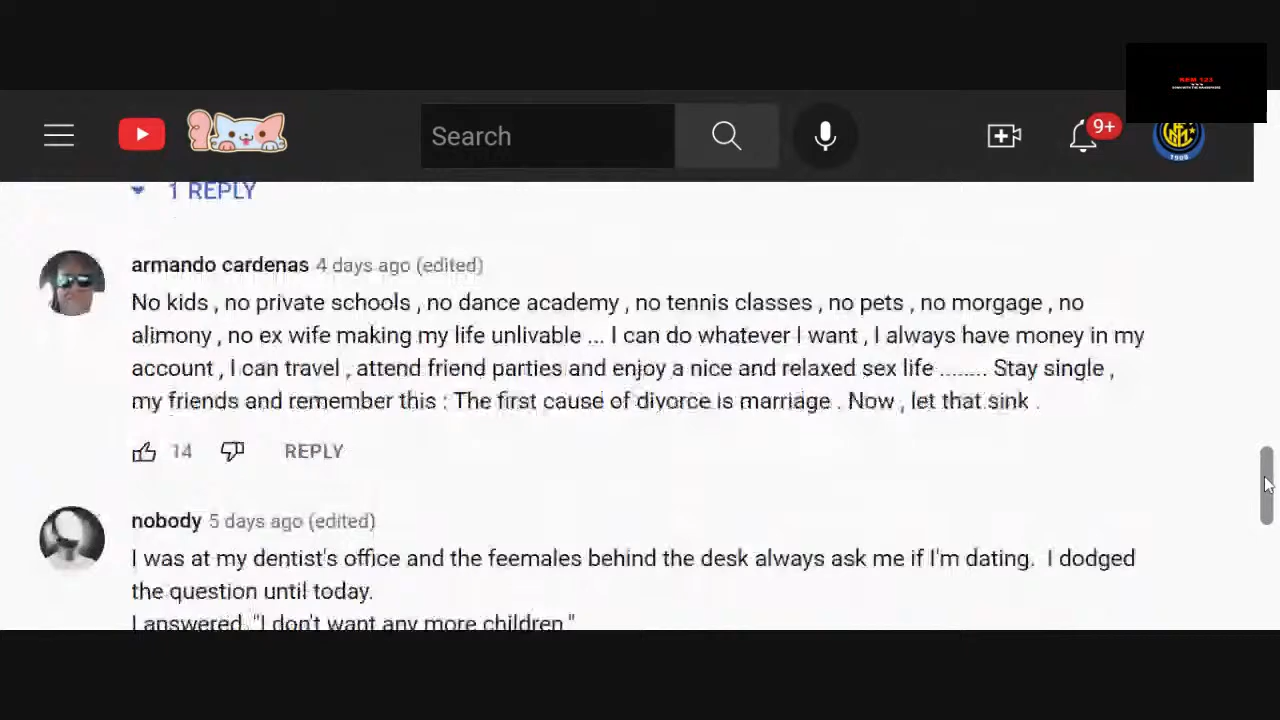 RFM 123
Search
9+
1908
1 REPLY
armando cardenas 4 days ago (edited)
No kids , no private schools , no dance academy , no tennis classes , no pets , no morgage , no
alimony , no ex wife making my life unlivable ... I can do whatever I want , I always have money in my
account , I can travel , attend friend parties and enjoy a nice and relaxed sex life ........ Stay single ,
my friends and remember this : The first cause of divorce is marriage . Now , let that sink .
14 REPLY
nobody 5 days ago (edited)
I was at my dentist's office and the feemales behind the desk always ask me if I'm dating.  I dodged
the question until today.
I answered, "I don't want any more children."